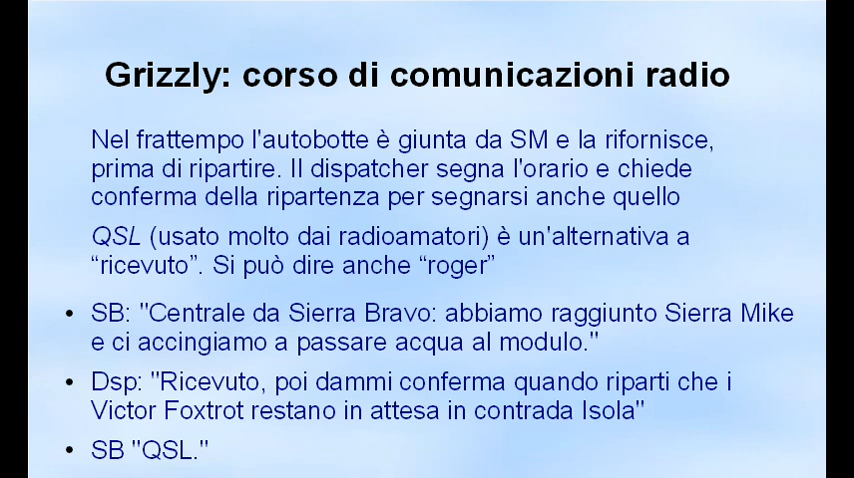 Grizzly: corso di comunicazioni radio
Nel frattempo l'autobotte è giunta da SM e la rifornisce,
prima di ripartire. Il dispatcher segna l'orario e chiede
conferma della ripartenza per segnarsi anche quello
QSL (usato molto dai radioamatori) è un'alternativa a
“ricevuto”. Si può dire anche “roger”
• SB: "Centrale da Sierra Bravo: abbiamo raggiunto Sierra Mike
e ci accingiamo a passare acqua al modulo."
• Dsp: "Ricevuto, poi dammi conferma quando riparti che i
Victor Foxtrot restano in attesa in contrada Isola"
• SB "QSL."